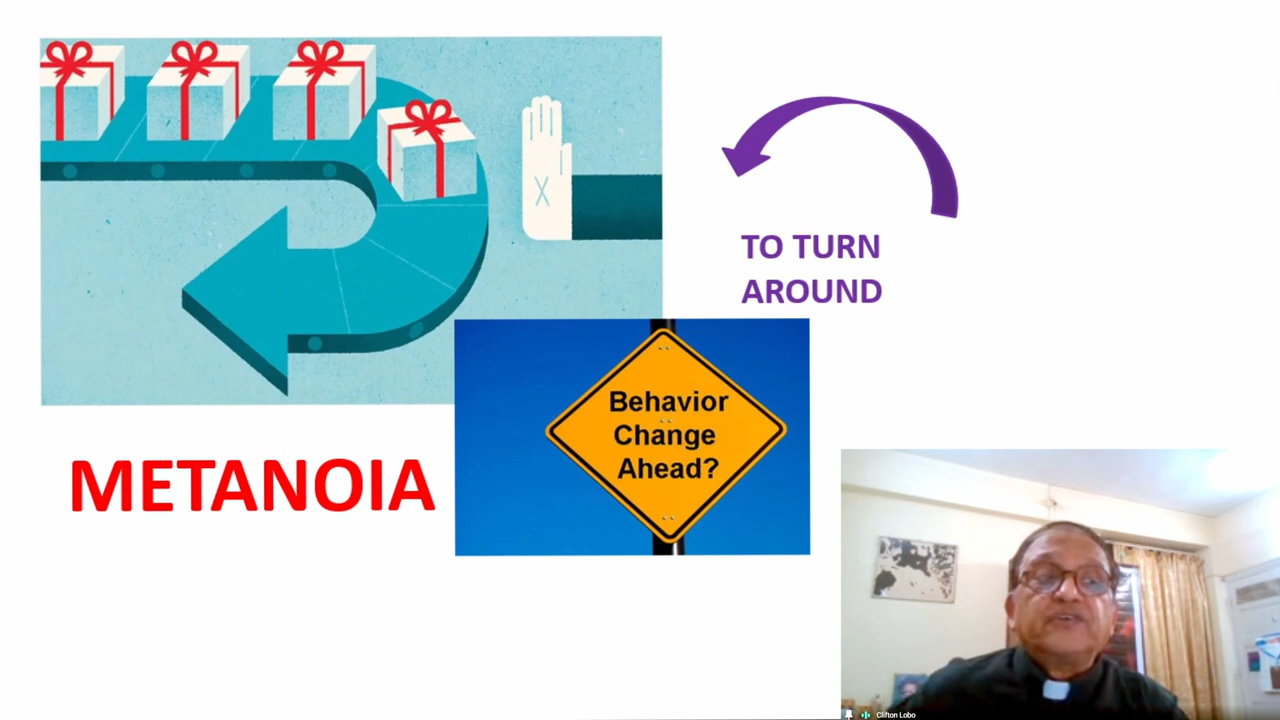 TO TURN
AROUND
Behavior
Change
Ahead?
METANOIA
Clifton Lobo